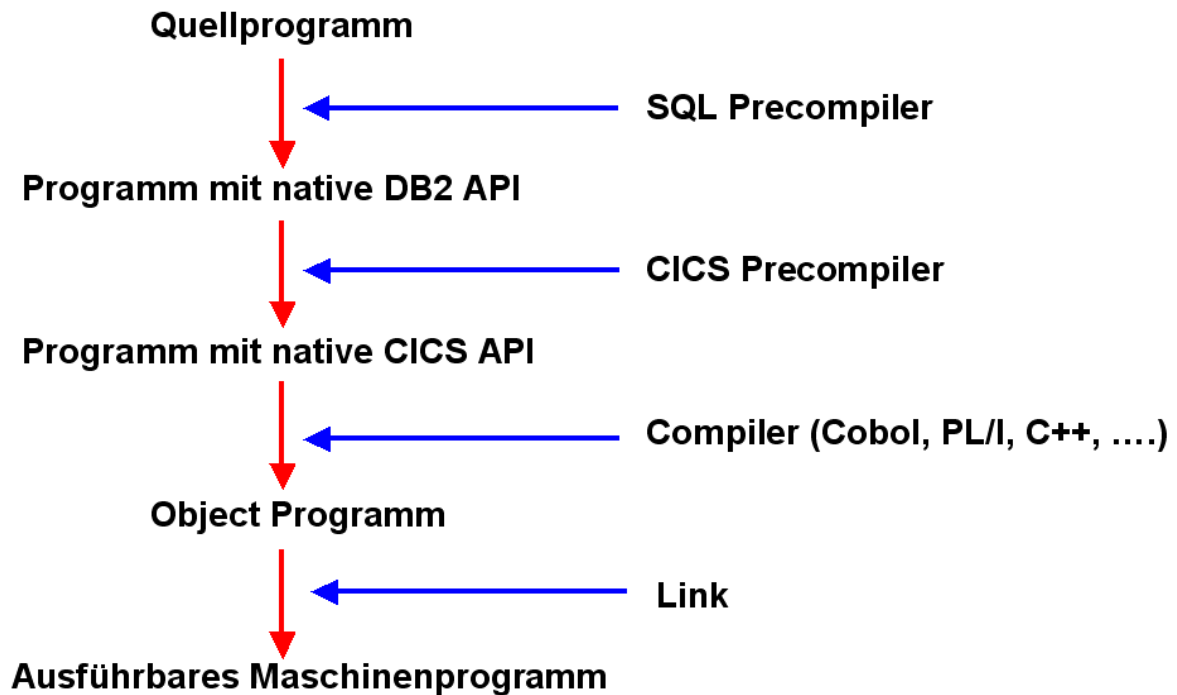 Quellprogramm
SQL Precompiler
Programm mit native DB2 API
CICS Precompiler
Programm mit native CICS API
Compiler (Cobol, PL/I, C++, ....)
Object Programm
Link
Ausführbares Maschinenprogramm